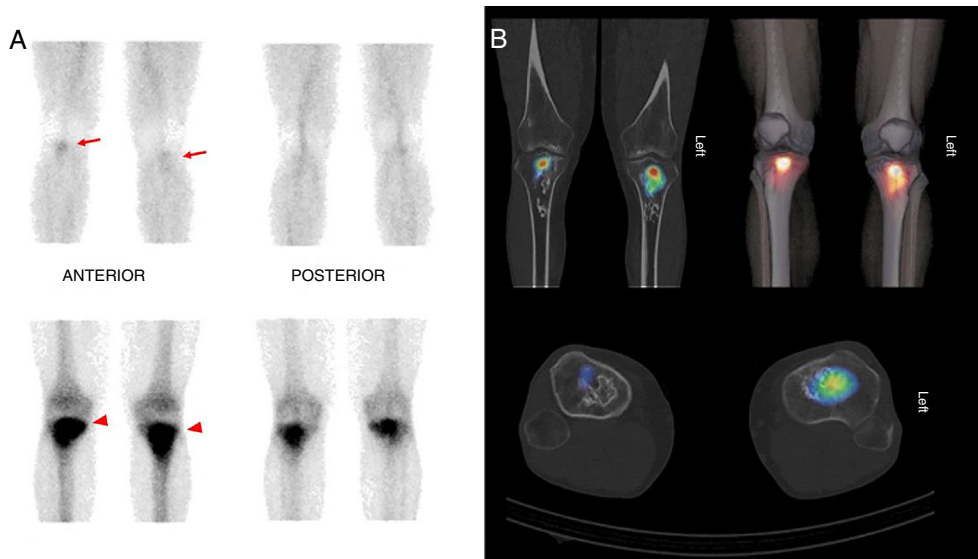 A
ANTERIOR
POSTERIOR
B
Left
Left
Left